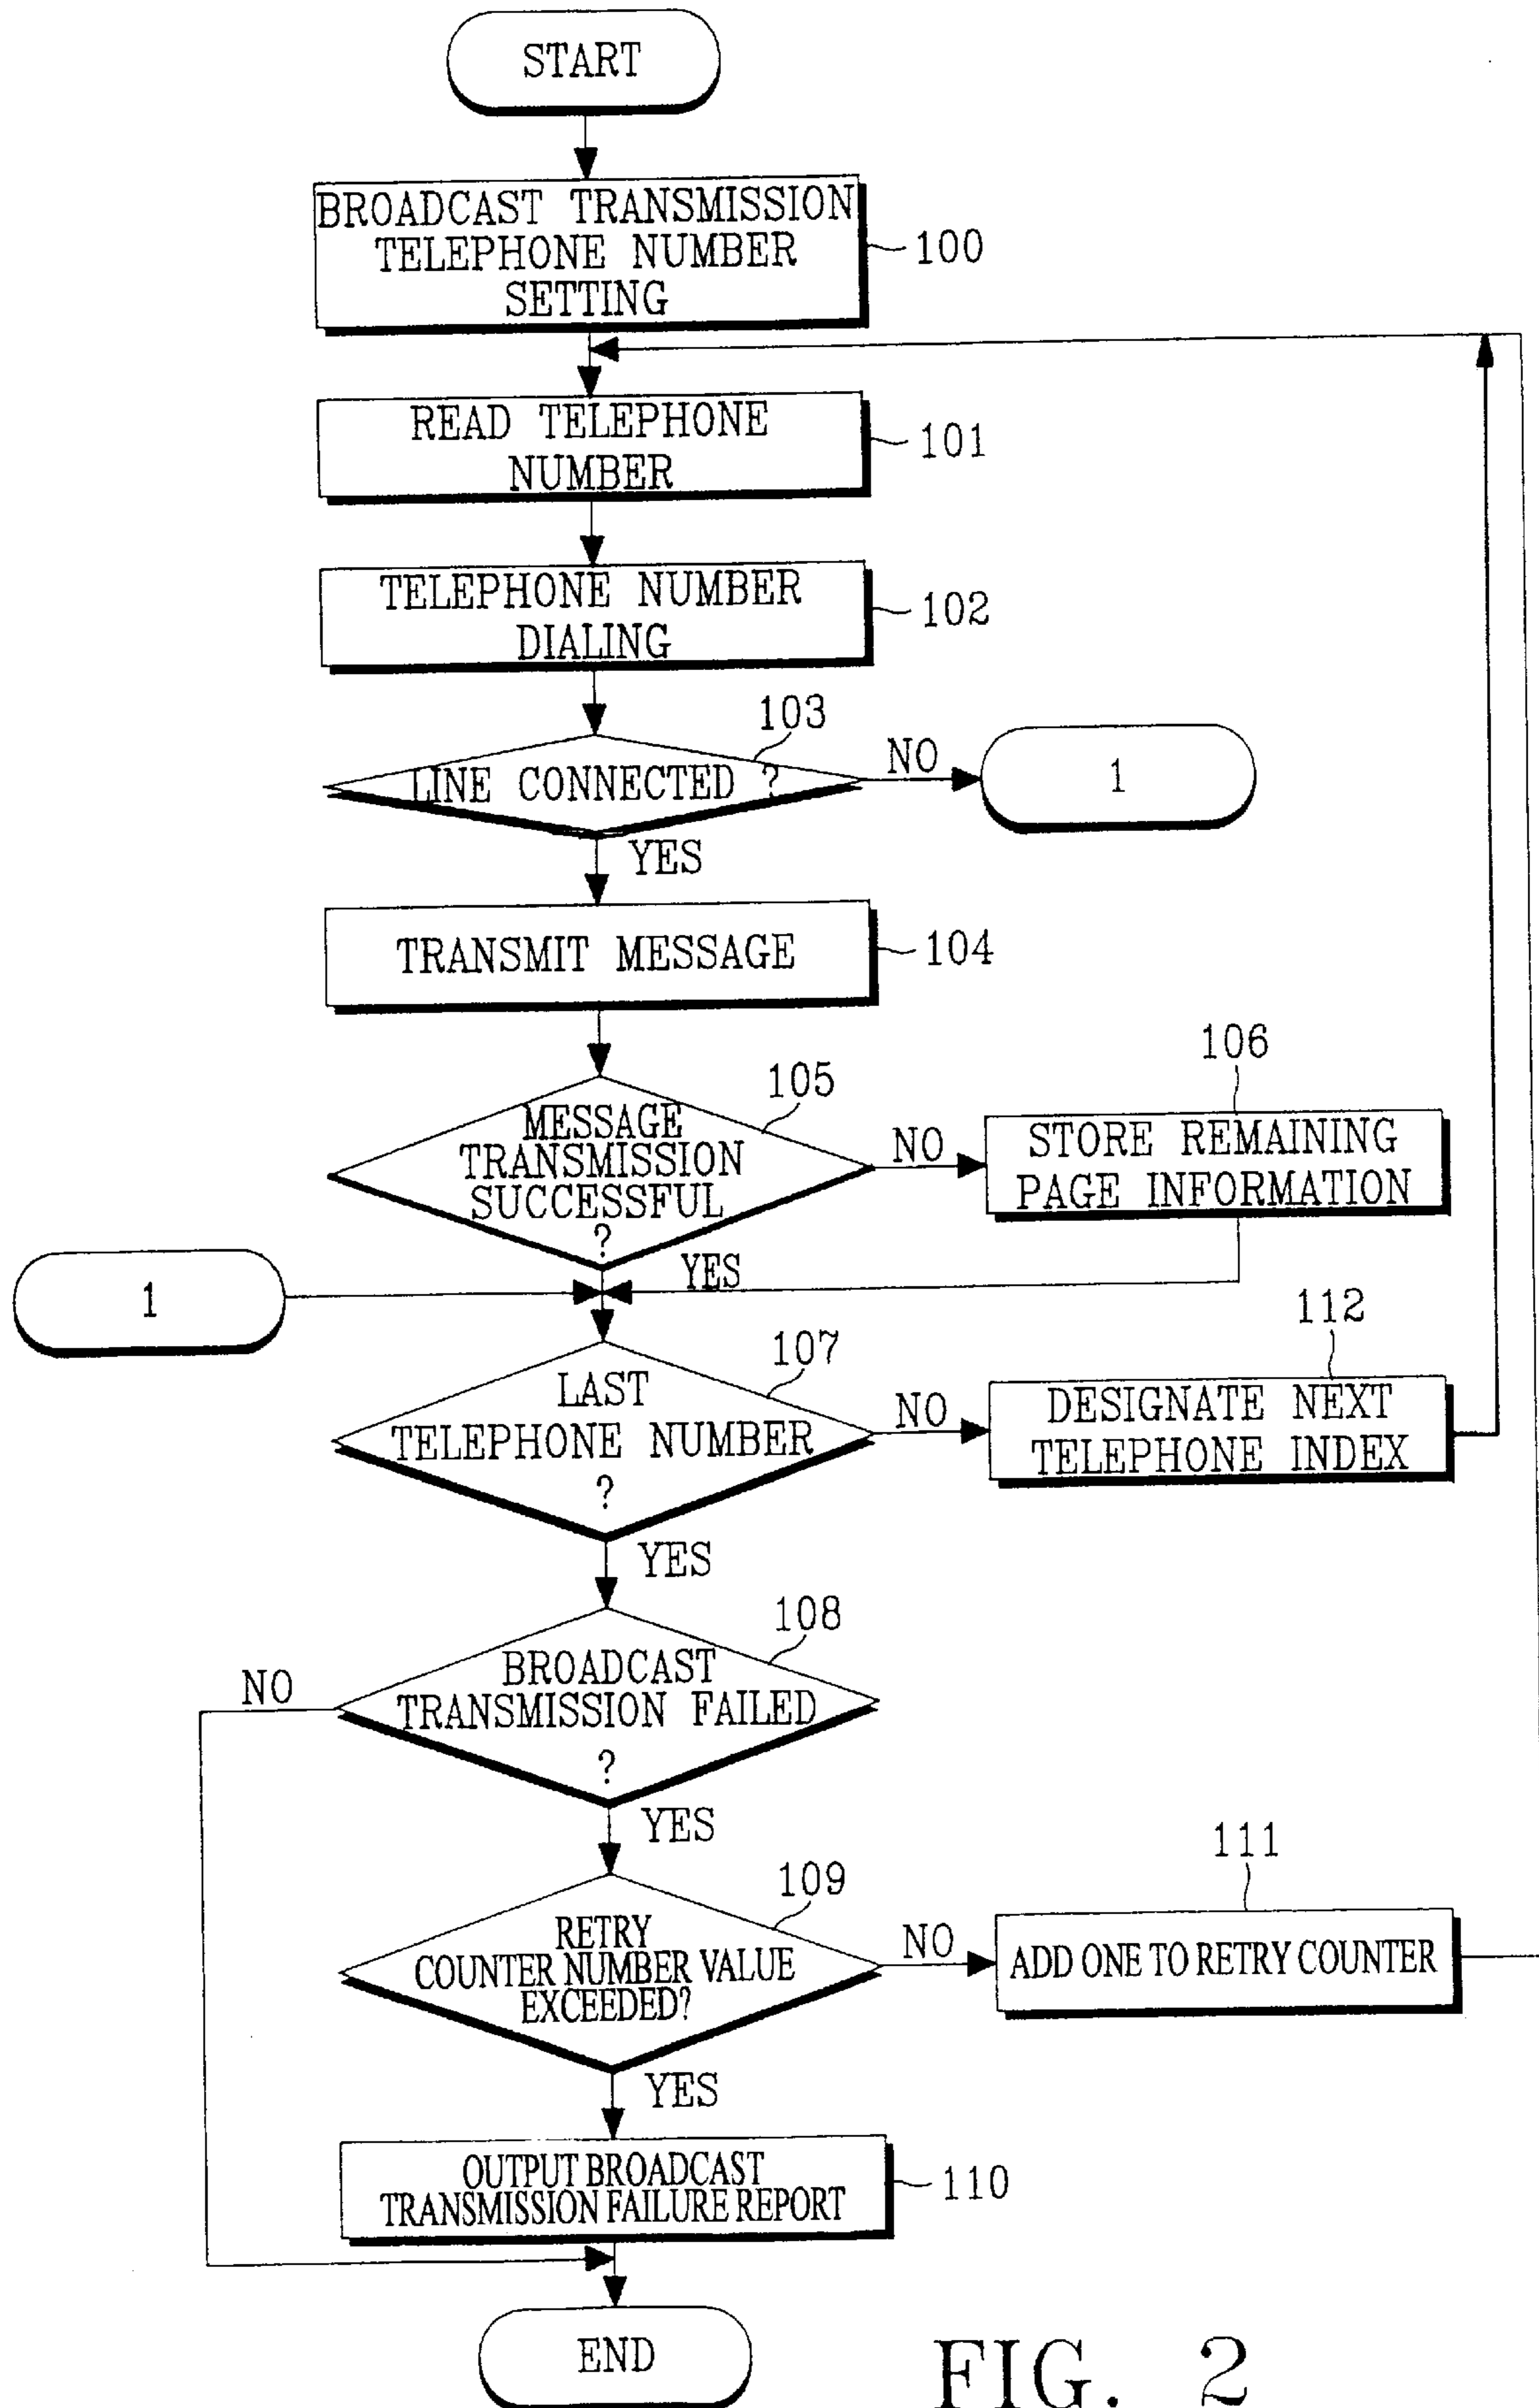 START
BROADCAST TRANSMISSION
TELEPHONE NUMBER
SETTING
100
READ TELEPHONE
NUMBER
101
TELEPHONE NUMBER
DIALING
102
103
LINE CONNECTED ?
NO
1
YES
TRANSMIT MESSAGE
104
105
MESSAGE
TRANSMISSION
SUCCESSFUL
?
NO
106
STORE REMAINING
PAGE INFORMATION
YES
1
107
LAST
TELEPHONE NUMBER
?
NO
112
DESIGNATE NEXT
TELEPHONE INDEX
YES
108
BROADCAST
TRANSMISSION FAILED
?
NO
YES
109
RETRY
COUNTER NUMBER VALUE
EXCEEDED?
NO
111
ADD ONE TO RETRY COUNTER
YES
OUTPUT BROADCAST
TRANSMISSION FAILURE REPORT
110
END
FIG. 2